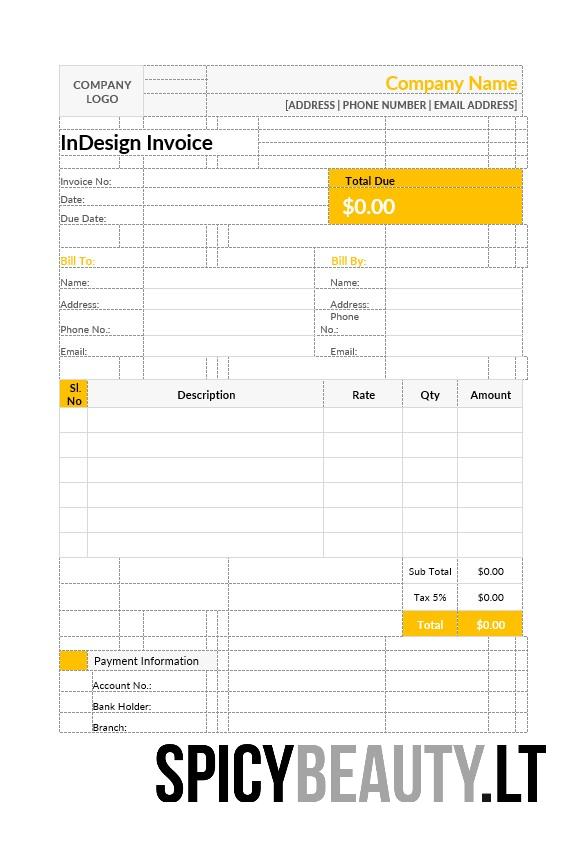 COMPANY
LOGO
Company Name
[ADDRESS | PHONE NUMBER | EMAIL ADDRESS]
InDesign Invoice
Invoice No:
Total Due
Date:
$0.00
Due Date:
Bill To:
Bill By:
Name:
Name:
Address:
Address:
Phone No.:
Phone
No.:
Email:
Email:
Sl.
No
Description
Rate
Qty
Amount
Sub Total
$0.00
Tax 5%
$0.00
Total
$0.00
Payment Information
Account No.:
Bank Holder:
Branch:
SPICYBEAUTY.LT